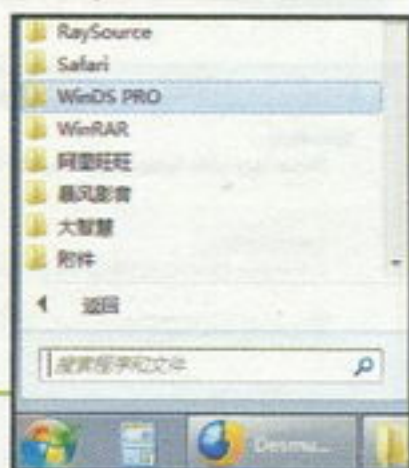 RaySource
Safari
WinDS PRO
WinRAR
阿里旺旺
暴风影音
大智慧
附件
返回
搜索程序和文件
Desmu...